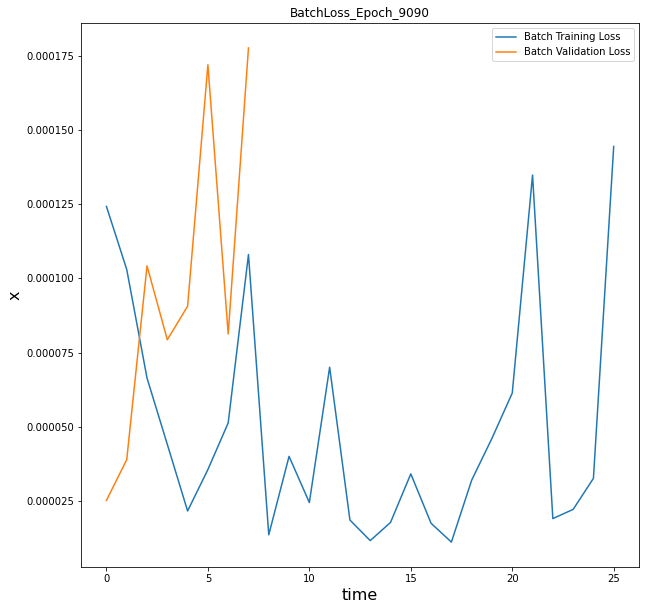 BatchLoss_Epoch_9090
Batch Training Loss
Batch Validation Loss
0.000175
0.000150
0.000125
0.000100
0.000075
0.000050
0.000025
x
0 5 10 15 20 25
time